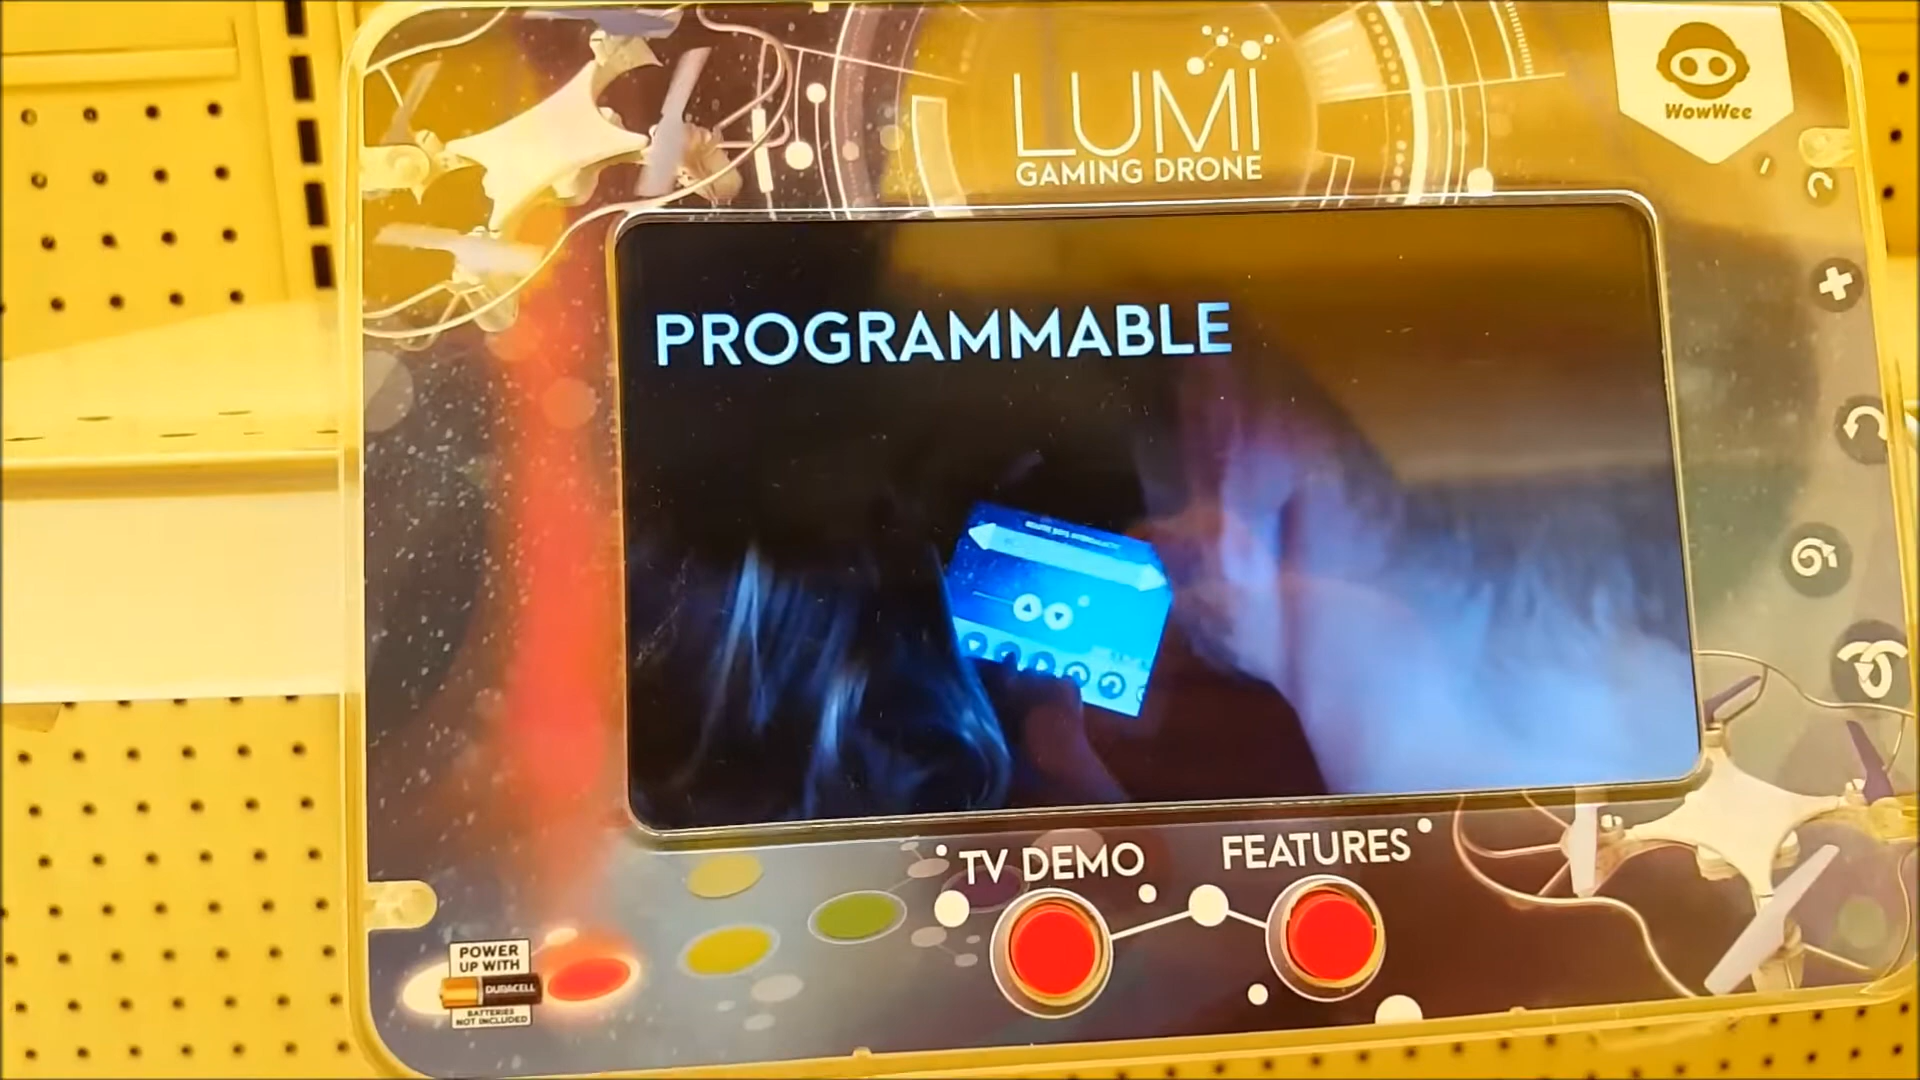 LUMI
GAMING DRONE
WowWee
PROGRAMMABLE
TV DEMO
FEATURES
POWER
UP WITH
DURACELL
BATTERIES
NOT INCLUDED